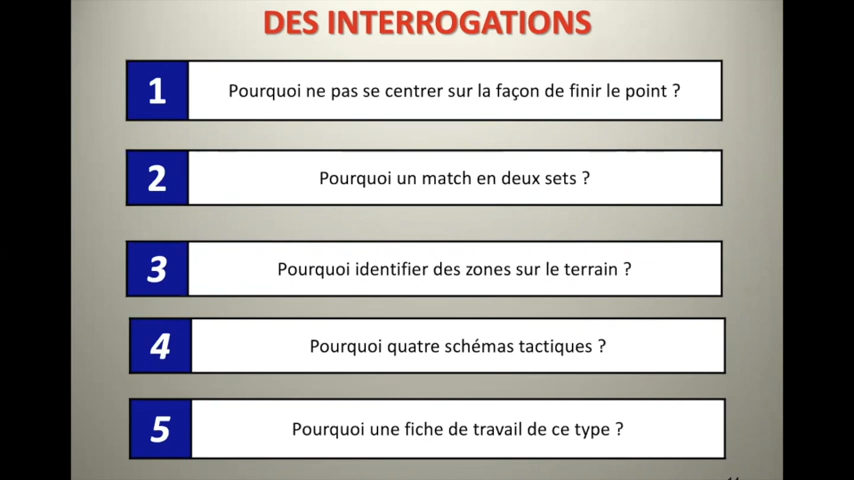 DES INTERROGATIONS
1 Pourquoi ne pas se centrer sur la façon de finir le point ?
2 Pourquoi un match en deux sets ?
3 Pourquoi identifier des zones sur le terrain ?
4 Pourquoi quatre schémas tactiques ?
5 Pourquoi une fiche de travail de ce type ?